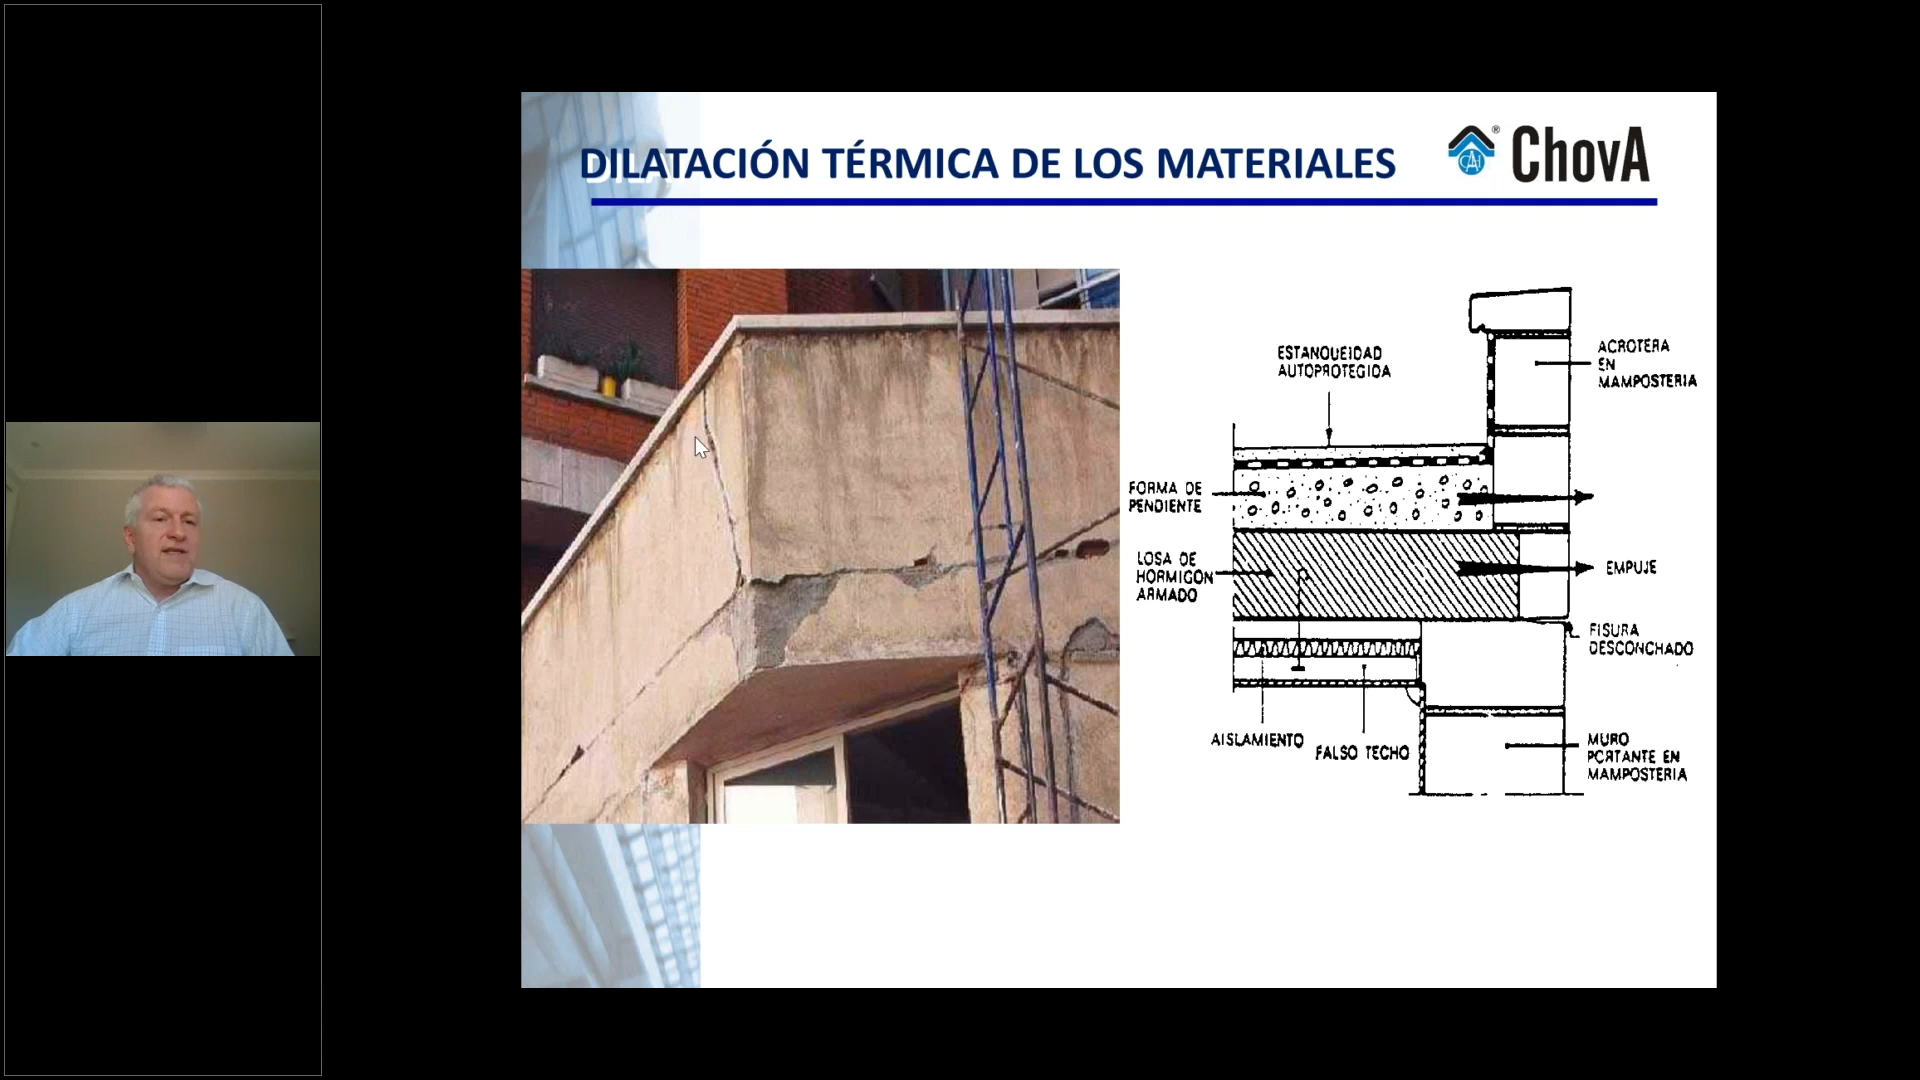 DILATACIÓN TÉRMICA DE LOS MATERIALES
ChovA
ESTANQUEIDAD
AUTOPROTEGIDA
ACROTERA
EN
MAMPOSTERIA
FORMA DE
PENDIENTE
LOSA DE
HORMIGON
ARMADO
EMPUJE
FISURA
DESCONCHADO
AISLAMIENTO
FALSO TECHO
MURO
PORTANTE EN
MAMPOSTERIA